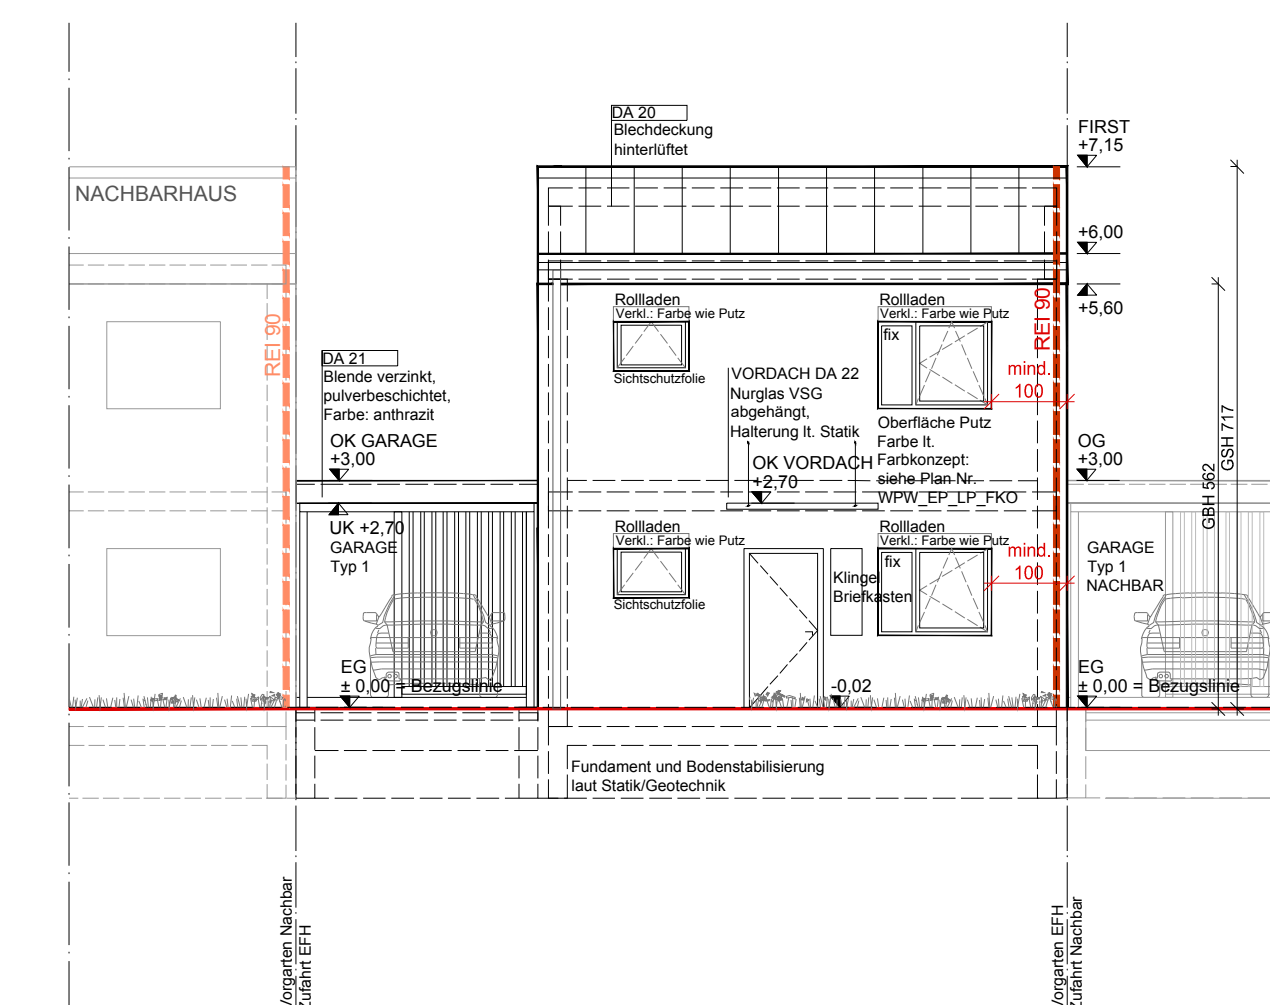 DA 20
Blechdeckung
hinterlüftet
FIRST
+7,15
NACHBARHAUS
+6,00
+5,60
REI 90
REI 90
Rollladen
Verkl.: Farbe wie Putz
Sichtschutzfolie
Rollladen
Verkl.: Farbe wie Putz
fix
mind.
100
DA 21
Blende verzinkt,
pulverbeschichtet,
Farbe: anthrazit
OK GARAGE
+3,00
VORDACH DA 22
Nurglas VSG
abgehängt,
Halterung lt. Statik
OK VORDACH
+2,70
Oberfläche Putz
Farbe lt.
Farbkonzept:
siehe Plan Nr.
WPW_EP_LP_FKO
OG
+3,00
GBH 562
GSH 717
UK +2,70
GARAGE
Typ 1
Rollladen
Verkl.: Farbe wie Putz
Sichtschutzfolie
Klingel
Briefkasten
Rollladen
Verkl.: Farbe wie Putz
fix
mind.
100
GARAGE
Typ 1
NACHBAR
EG
± 0,00 = Bezugslinie
-0,02
EG
± 0,00 = Bezugslinie
Fundament und Bodenstabilisierung
laut Statik/Geotechnik
Vorgarten Nachbar
Zufahrt EFH
Vorgarten EFH
Zufahrt Nachbar